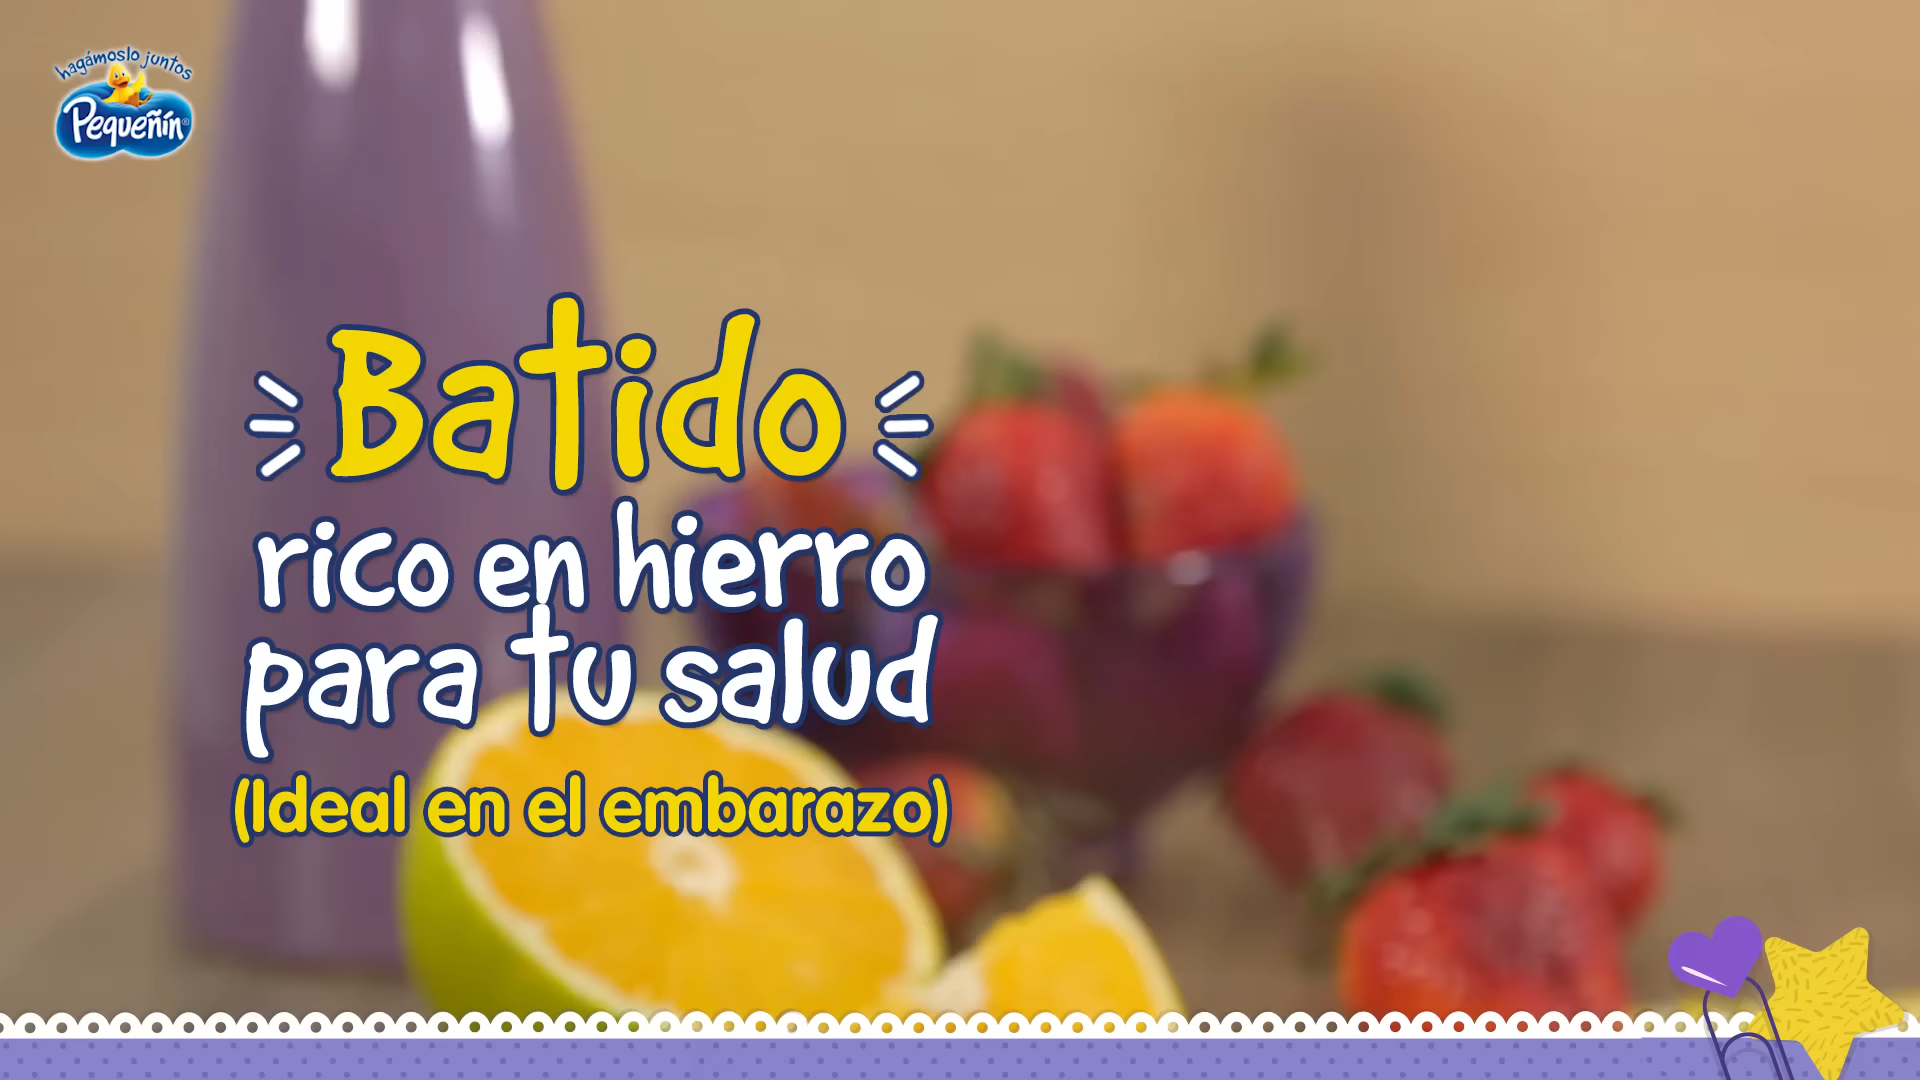 hagámoslo juntos
Pequeñín®
Batido
rico en hierro
para tu salud
(Ideal en el embarazo)